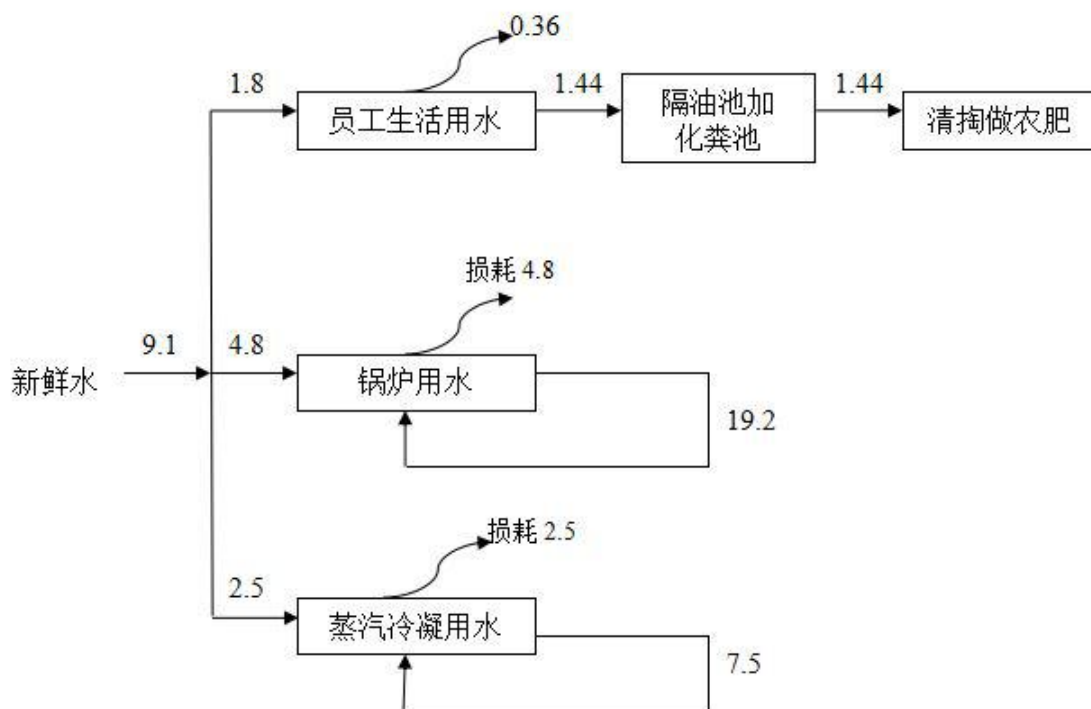 0.36
1.8
员工生活用水
1.44
隔油池加
化粪池
1.44
清掏做农肥
损耗 4.8
新鲜水
9.1
4.8
锅炉用水
19.2
损耗 2.5
2.5
蒸汽冷凝用水
7.5